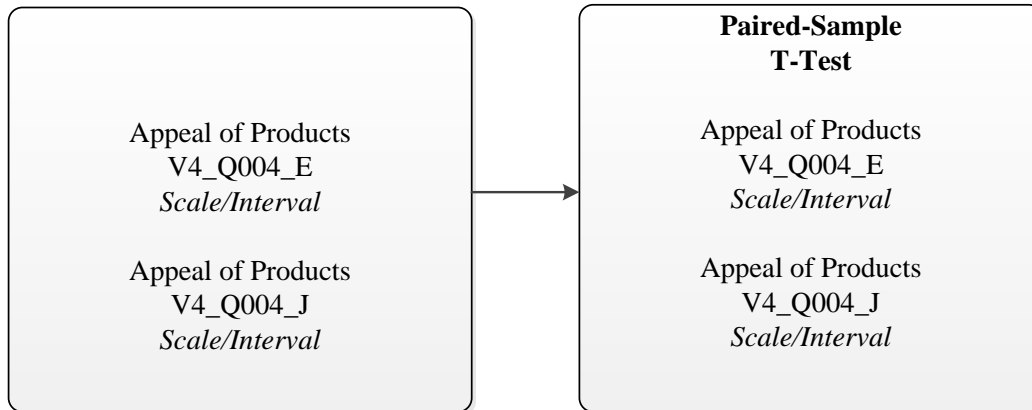 Appeal of Products
V4_Q004_E
Scale/Interval
Appeal of Products
V4_Q004_J
Scale/Interval
Paired-Sample
T-Test
Appeal of Products
V4_Q004_E
Scale/Interval
Appeal of Products
V4_Q004_J
Scale/Interval